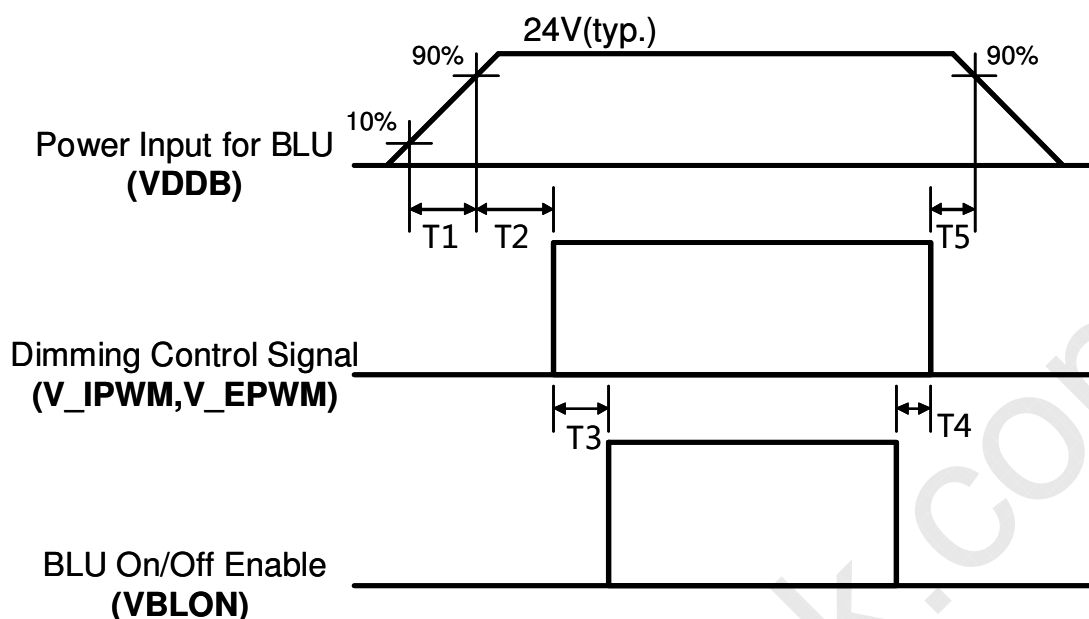 24V(typ.)
90%
90%
10%
Power Input for BLU
(VDDB)
T1
T2
T5
Dimming Control Signal
(V_IPWM,V_EPWM)
T3
T4
BLU On/Off Enable
(VBLON)
k.com